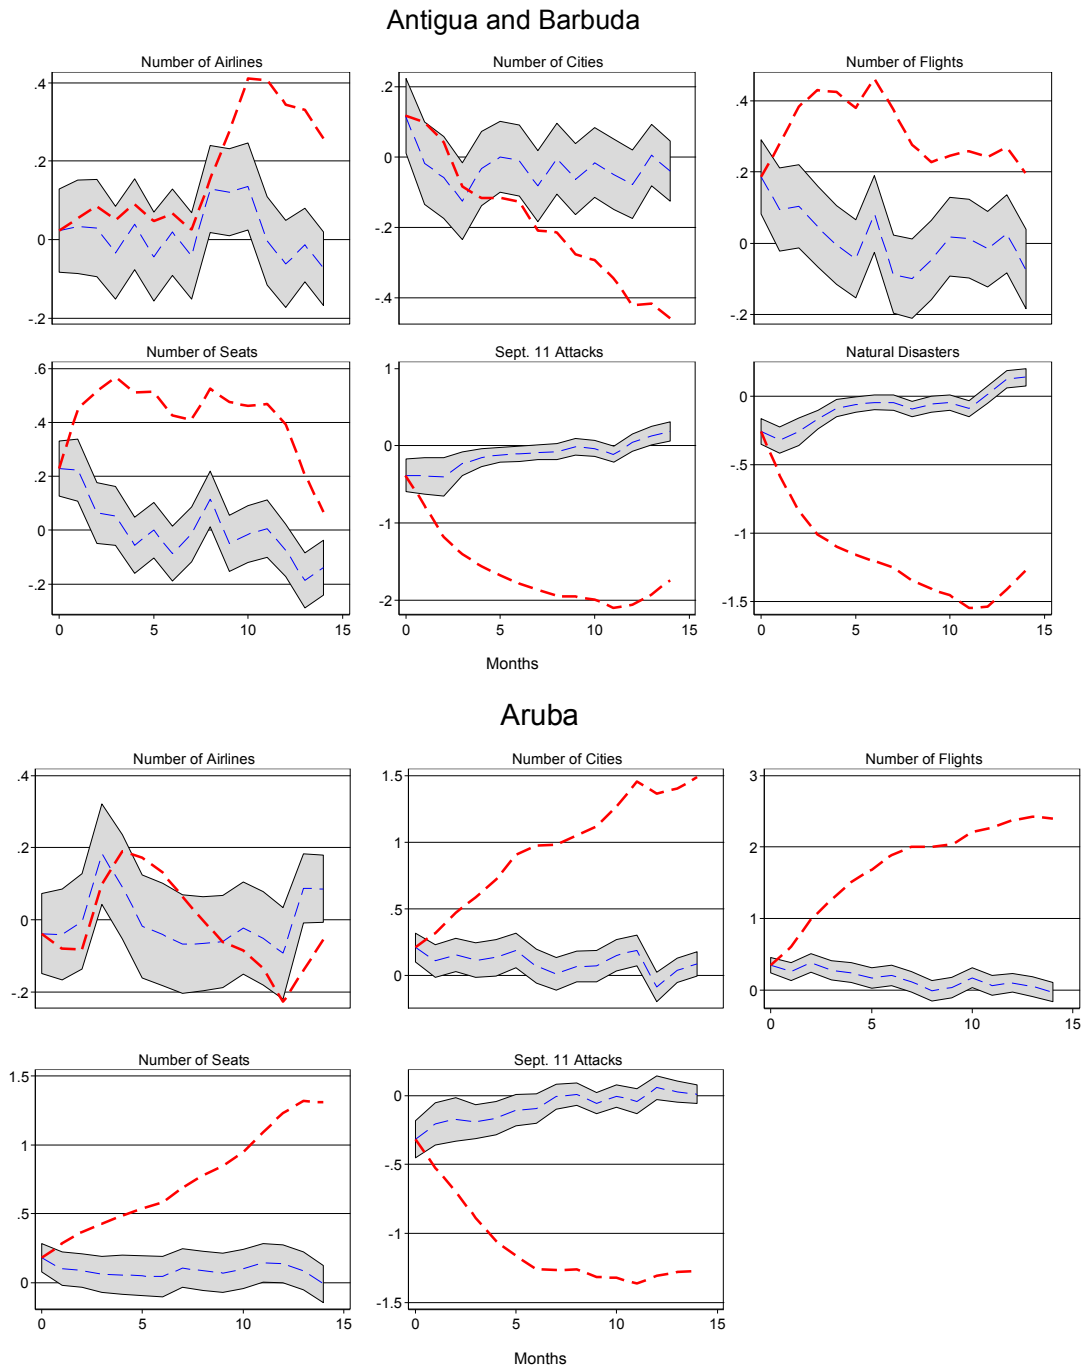 Antigua and Barbuda
Number of Airlines Number of Cities Number of Flights
.4 .2 0 -.2
.2 0 -.2 -.4
.4 .2 0 -.2
Number of Seats Sept. 11 Attacks Natural Disasters
.6 .4 .2 0 -.2
1 0 -1 -2
0 -.5 -1 -1.5
0 5 10 15 0 5 10 15 0 5 10 15
Months
Aruba
Number of Airlines Number of Cities Number of Flights
.4 .2 0 -.2
1.5 1 .5 0
3 2 1 0
0 5 10 15
Number of Seats Sept. 11 Attacks
1.5 1 .5 0
0 -.5 -1 -1.5
0 5 10 15 0 5 10 15
Months